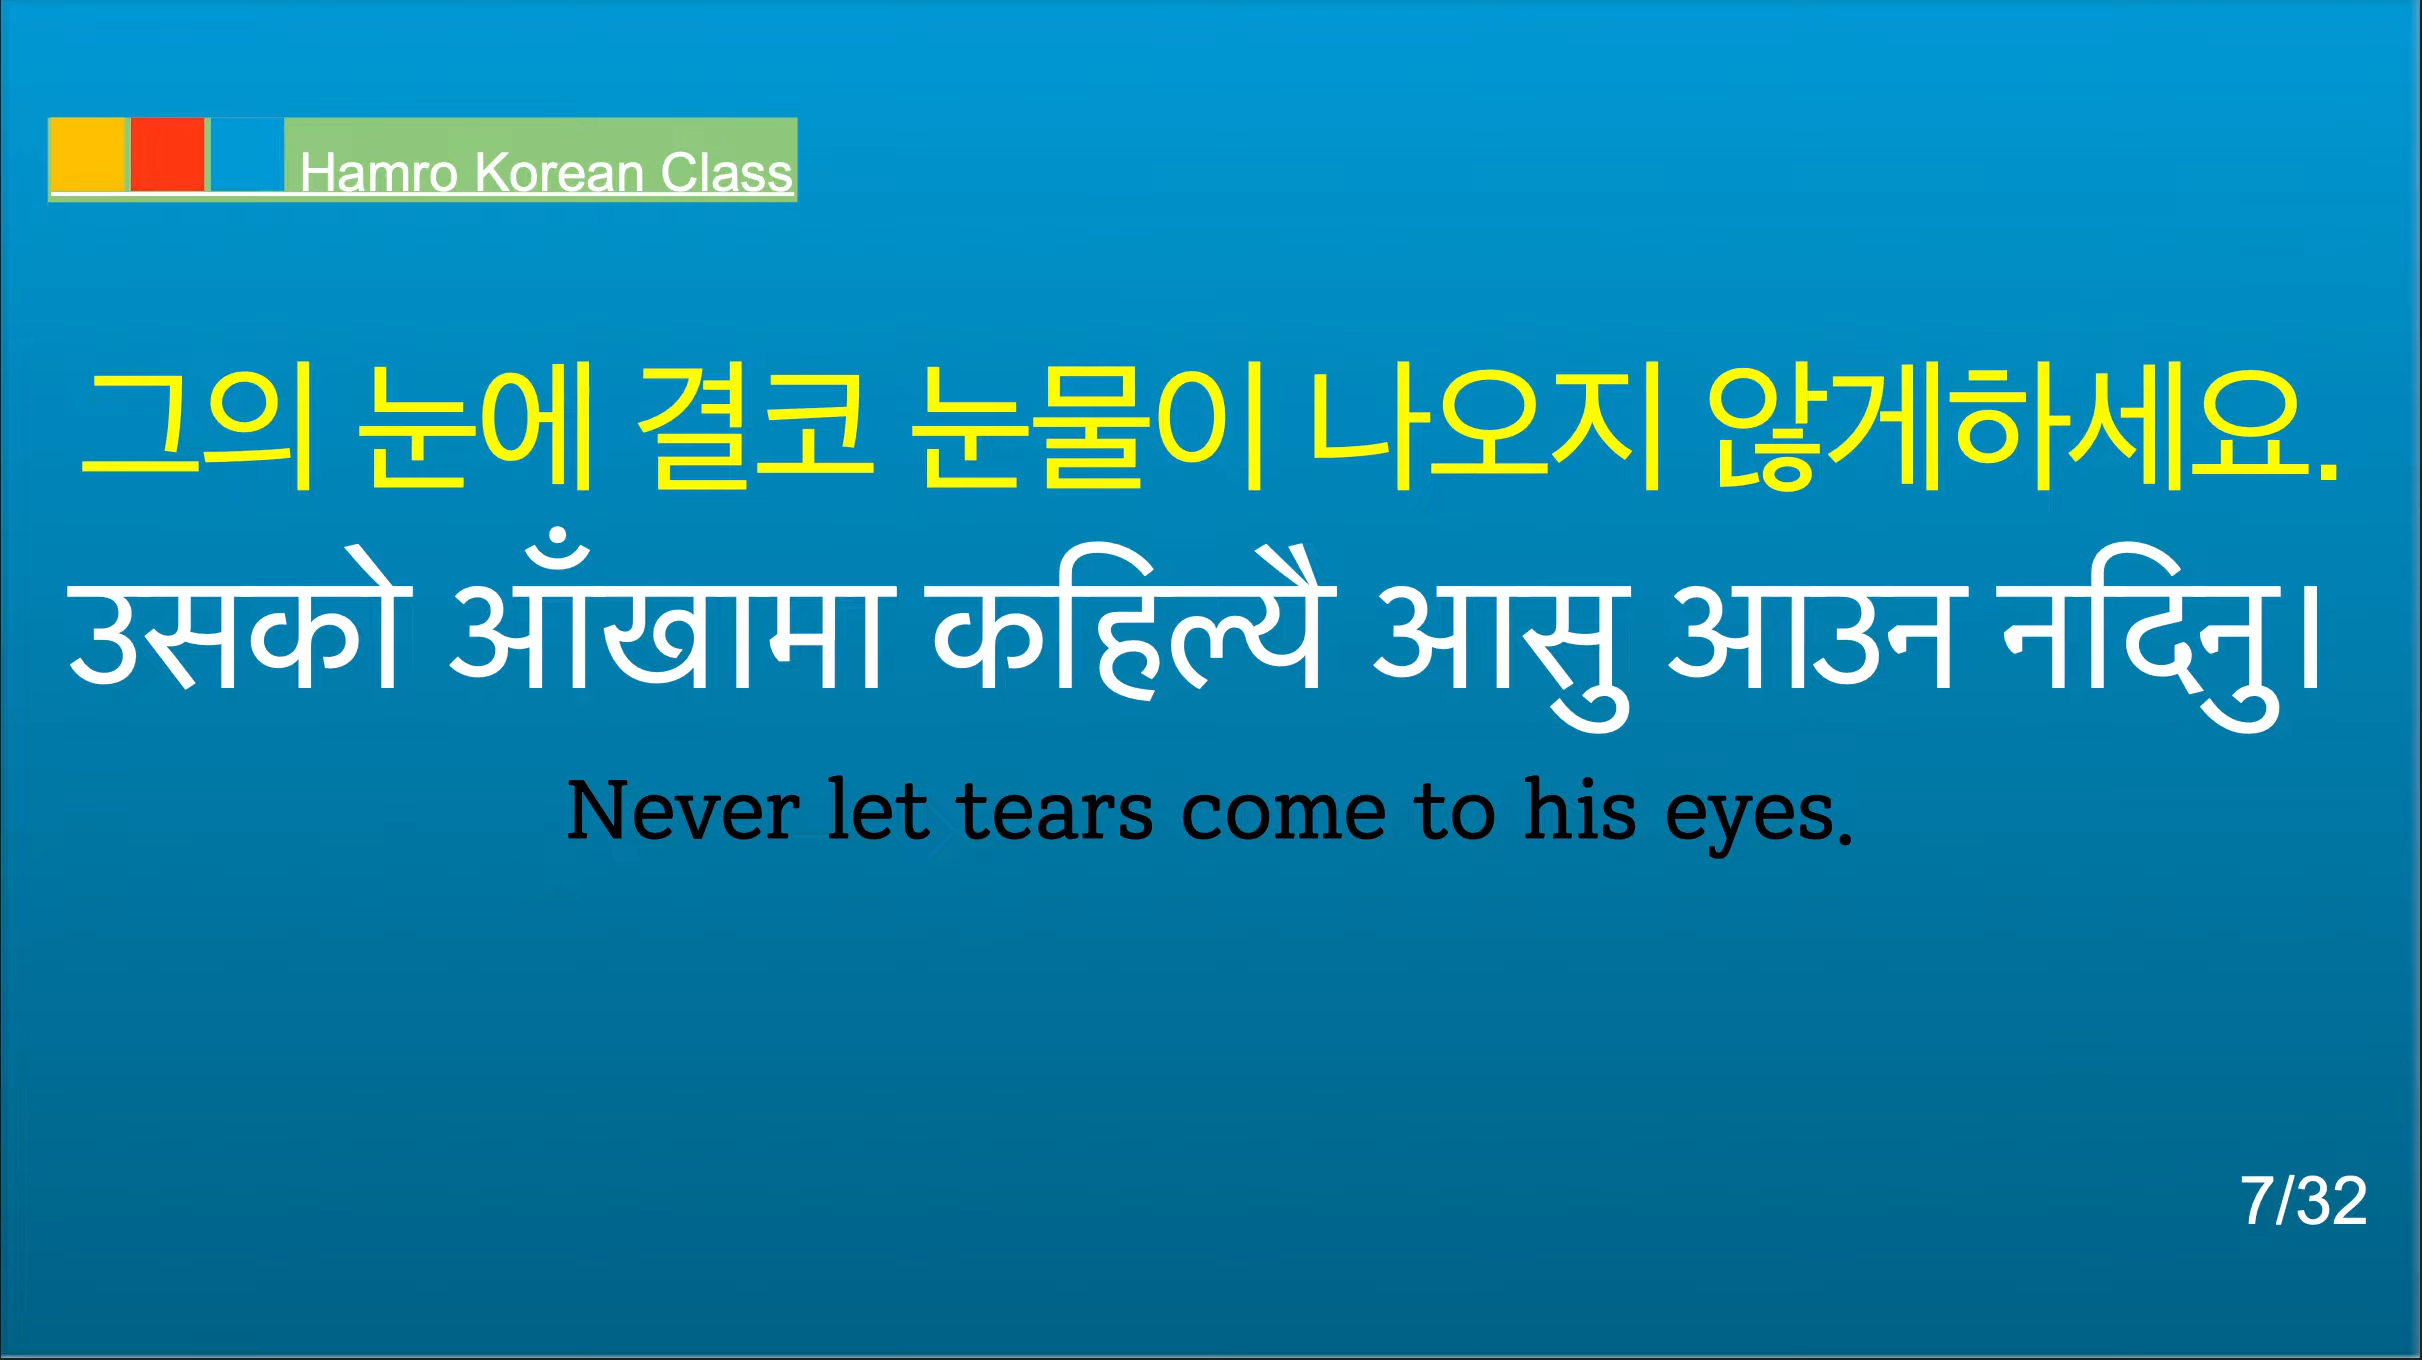 Hamro Korean Class
그의 눈에 결코 눈물이 나오지 않게하세요.
उसको आँखामा कहिल्यै आसु आउन नदिनु।
Never let tears come to his eyes.
7/32